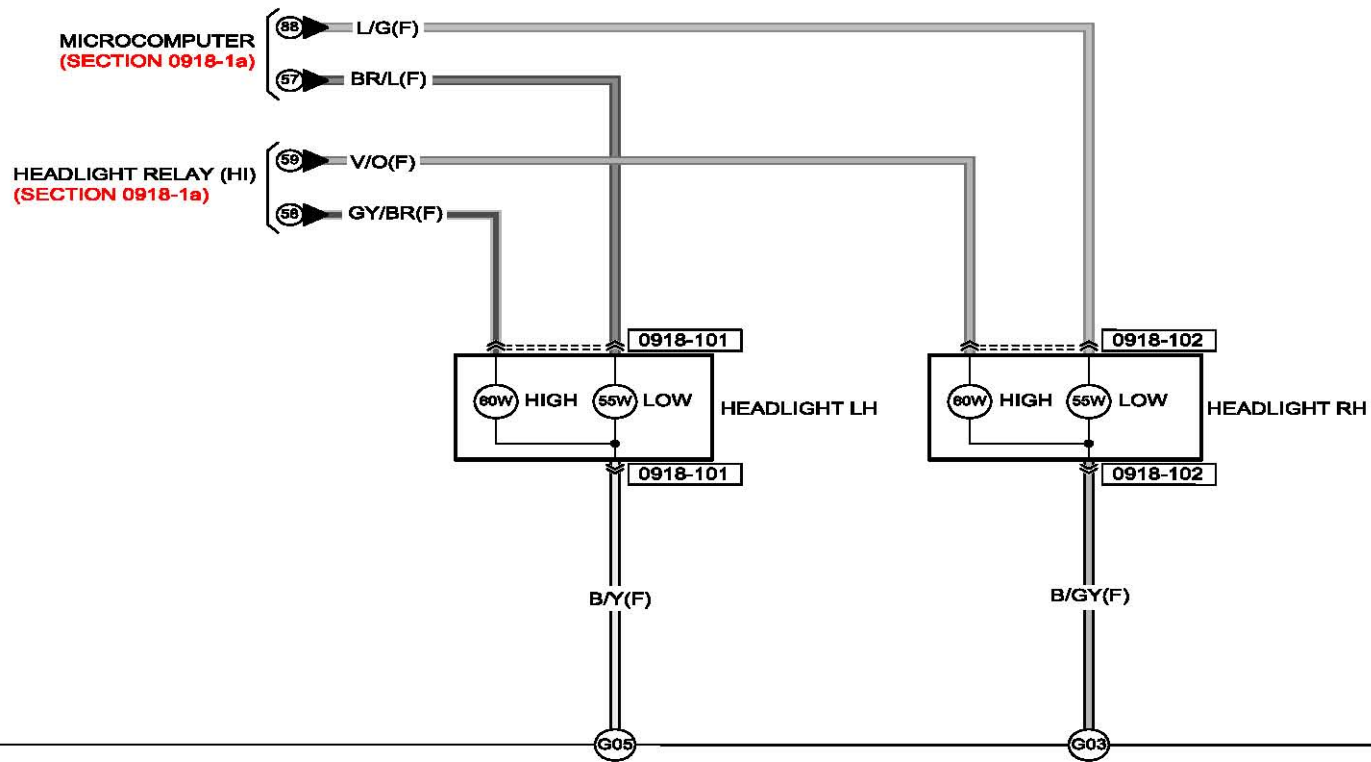 MICROCOMPUTER
(SECTION 0918-1a)
88 L/G(F)
57 BR/L(F)
HEADLIGHT RELAY (HI)
(SECTION 0918-1a)
59 V/O(F)
58 GY/BR(F)
0918-101
0918-102
60W HIGH 55W LOW
HEADLIGHT LH
60W HIGH 55W LOW
HEADLIGHT RH
0918-101
0918-102
B/Y(F)
B/GY(F)
G05
G03